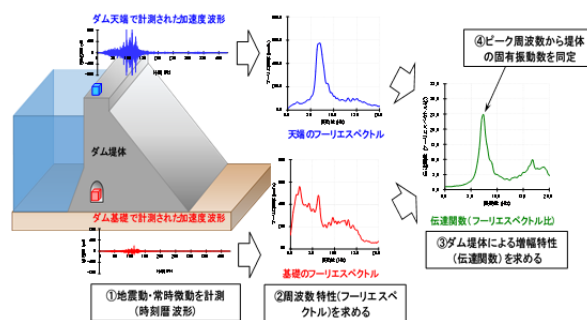 ダム天端で計測された加速度波形
ダム堤体
ダム基礎で計測された加速度波形
①地震動・常時微動を計測
(時刻暦波形)
天端のフーリエスペクトル
基礎のフーリエスペクトル
②周波数特性(フーリエスペ
クトル)を求める
④ピーク周波数から堤体
の固有振動数を同定
伝達関数(フーリエスペクトル比)
③ダム堤体による増幅特性
(伝達関数)を求める